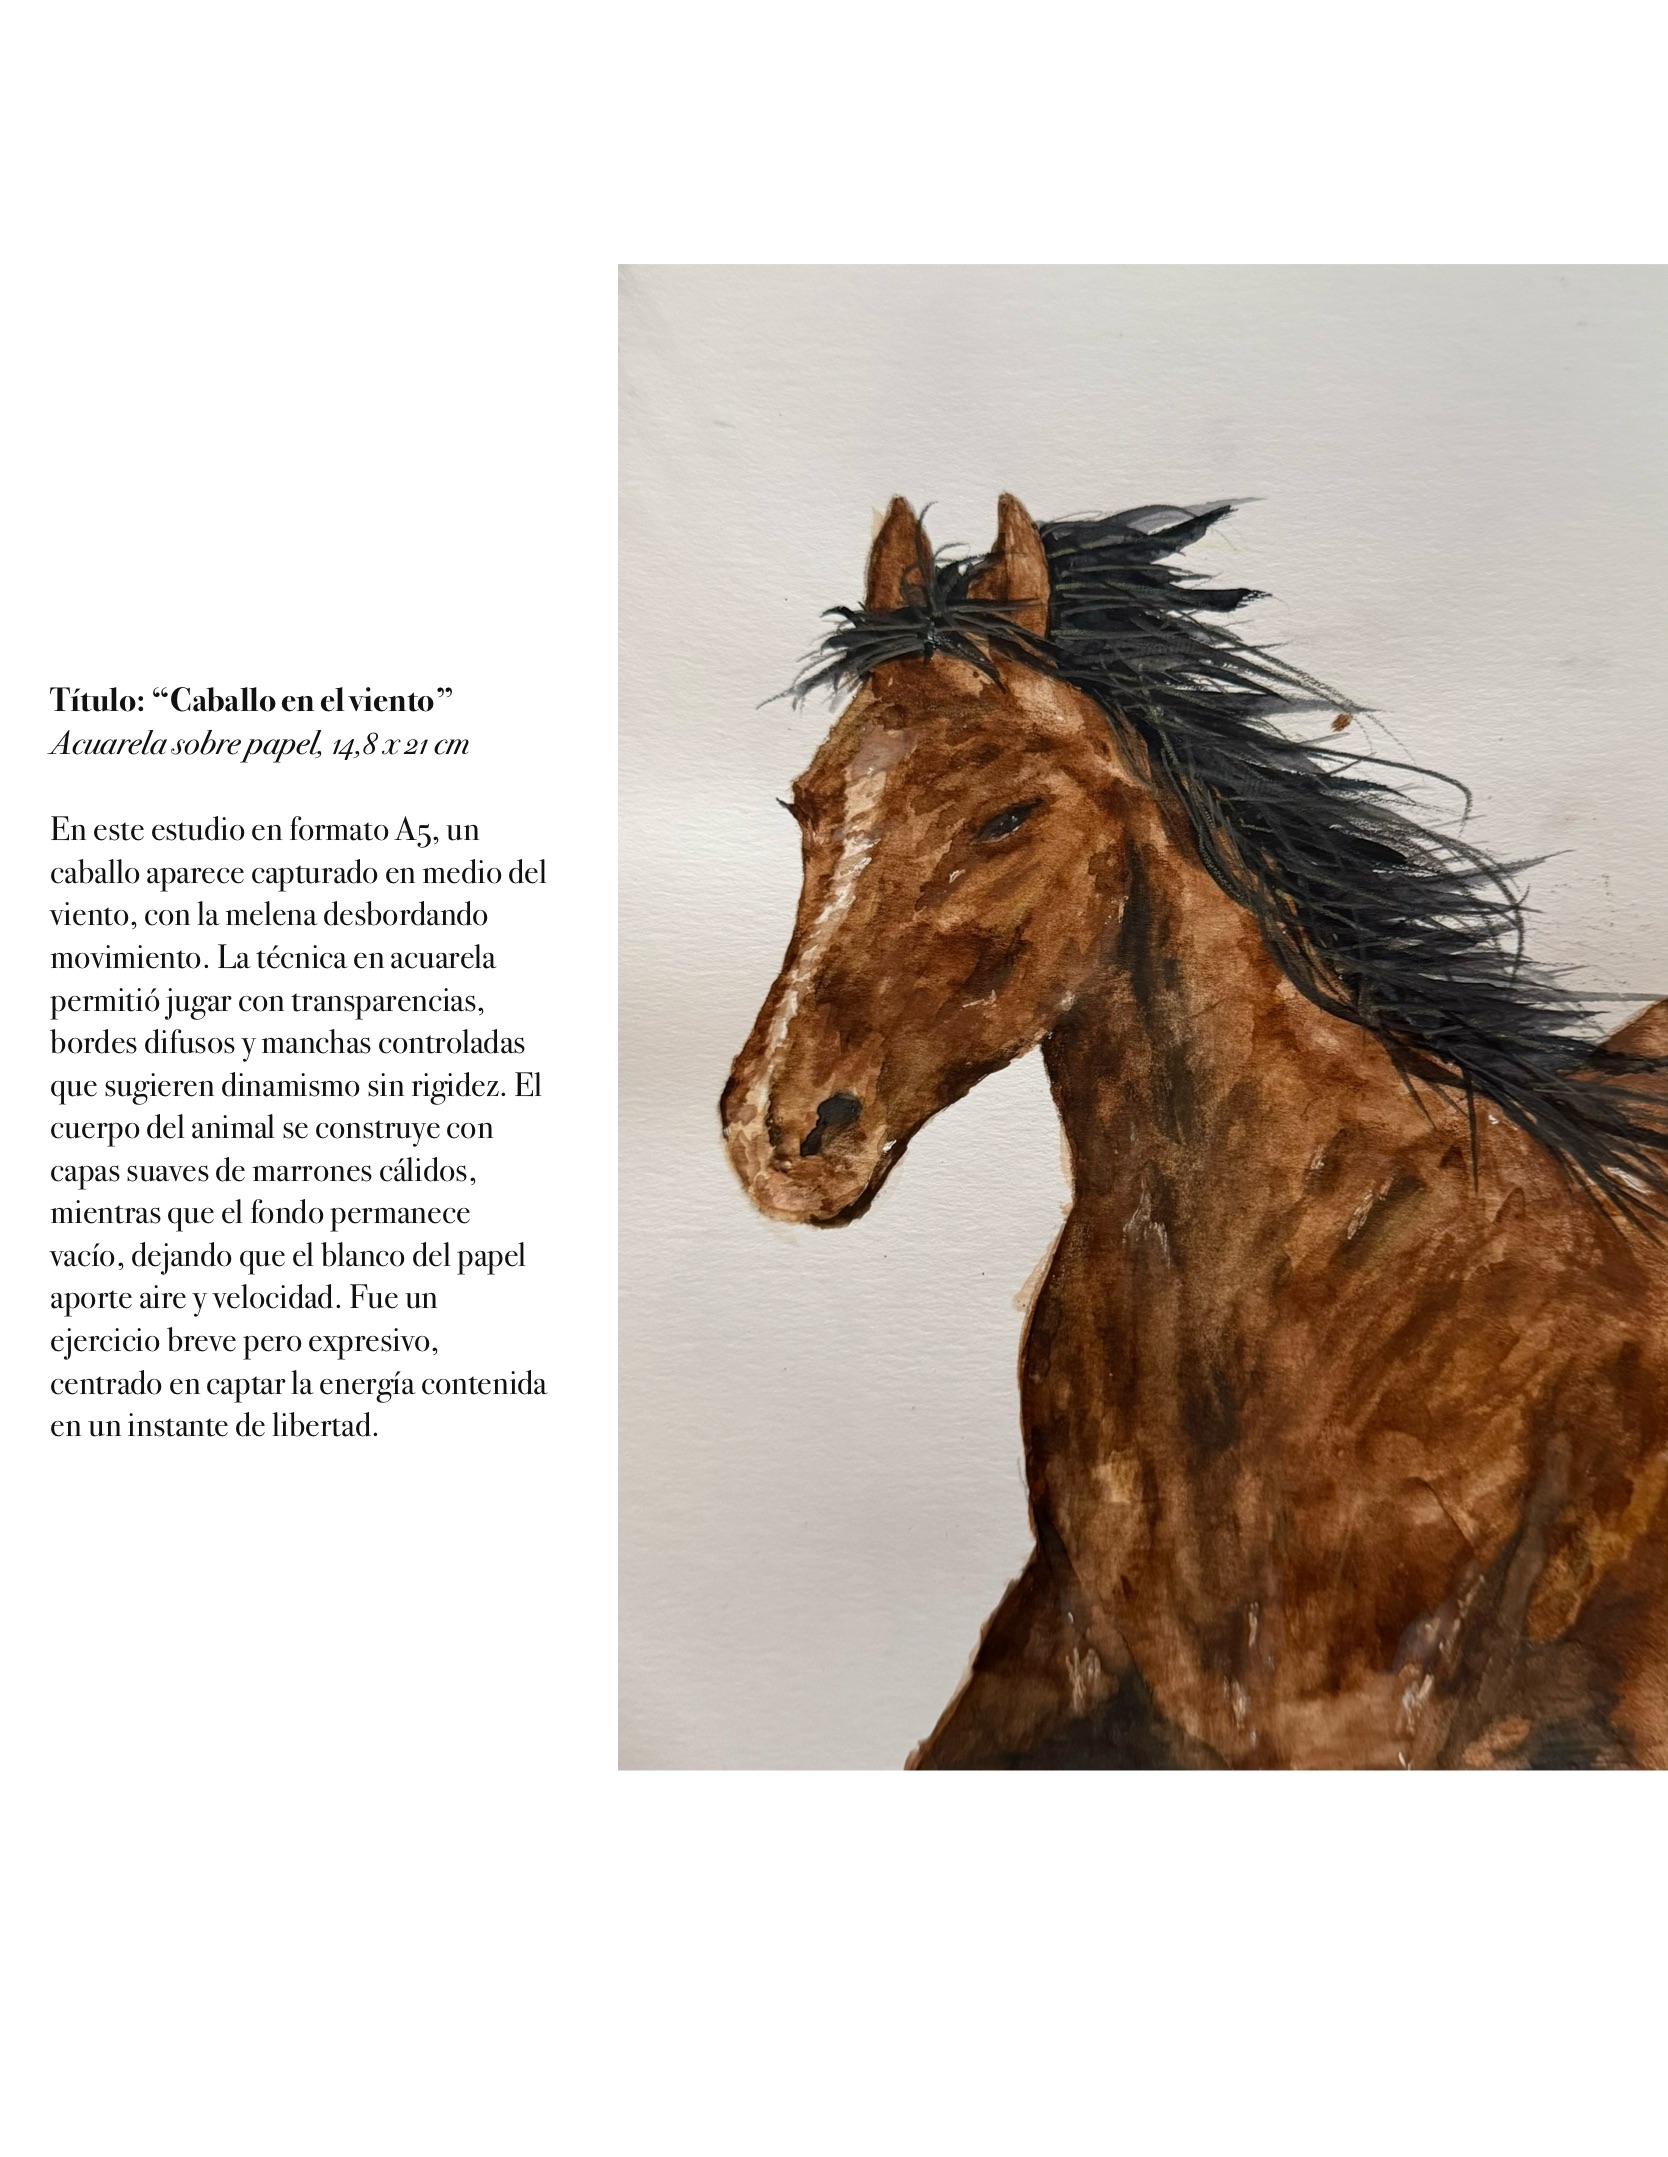 Título: “Caballo en el viento”
Acuarela sobre papel, 14,8 x 21 cm
En este estudio en formato A5, un
caballo aparece capturado en medio del
viento, con la melena desbordando
movimiento. La técnica en acuarela
permitió jugar con transparencias,
bordes difusos y manchas controladas
que sugieren dinamismo sin rigidez. El
cuerpo del animal se construye con
capas suaves de marrones cálidos,
mientras que el fondo permanece
vacío, dejando que el blanco del papel
aporte aire y velocidad. Fue un
ejercicio breve pero expresivo,
centrado en captar la energía contenida
en un instante de libertad.